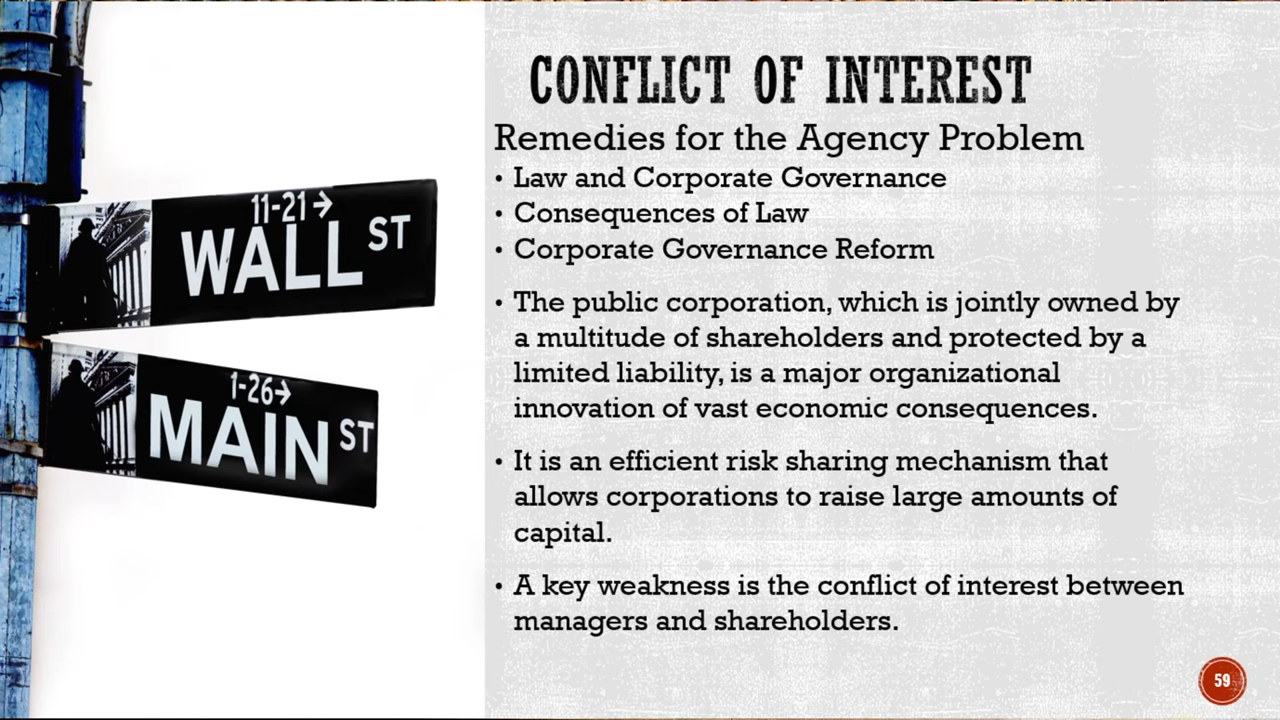 11-21→
WALL ST
1-26→
MAIN ST
CONFLICT OF INTEREST
Remedies for the Agency Problem
• Law and Corporate Governance
• Consequences of Law
• Corporate Governance Reform
• The public corporation, which is jointly owned by
a multitude of shareholders and protected by a
limited liability, is a major organizational
innovation of vast economic consequences.
• It is an efficient risk sharing mechanism that
allows corporations to raise large amounts of
capital.
• A key weakness is the conflict of interest between
managers and shareholders.
59